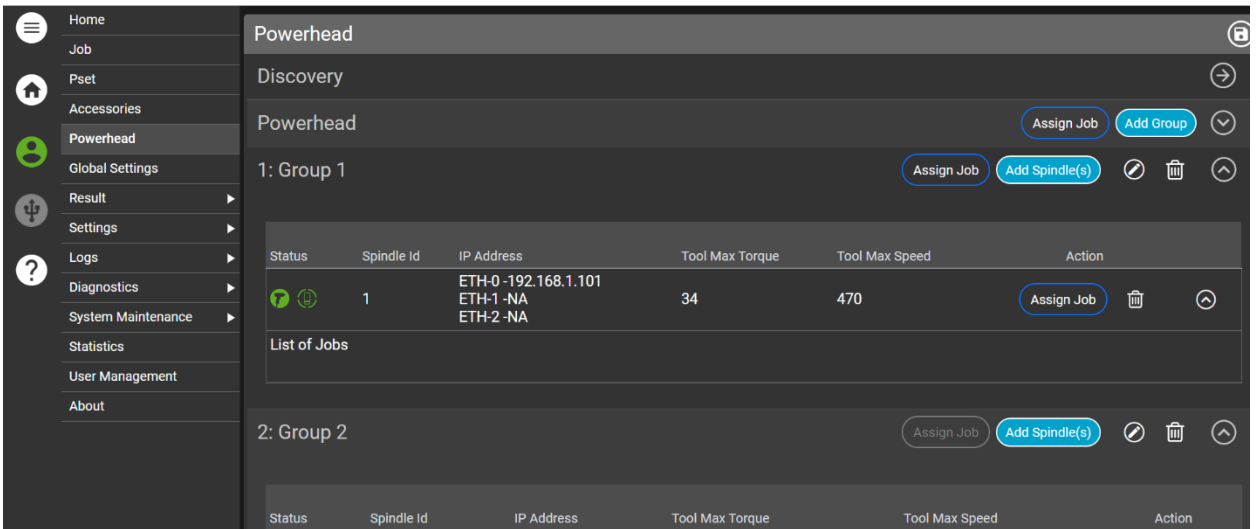 Home
Job
Pset
Accessories
Powerhead
Global Settings
Result
Settings
Logs
Diagnostics
System Maintenance
Statistics
User Management
About
Powerhead
Discovery
Powerhead Assign Job Add Group
1: Group 1 Assign Job Add Spindle(s)
Status Spindle Id IP Address Tool Max Torque Tool Max Speed Action
ETH-0 -192.168.1.101
1 ETH-1 -NA 34 470 Assign Job
ETH-2 -NA
List of Jobs
2: Group 2 Assign Job Add Spindle(s)
Status Spindle Id IP Address Tool Max Torque Tool Max Speed Action